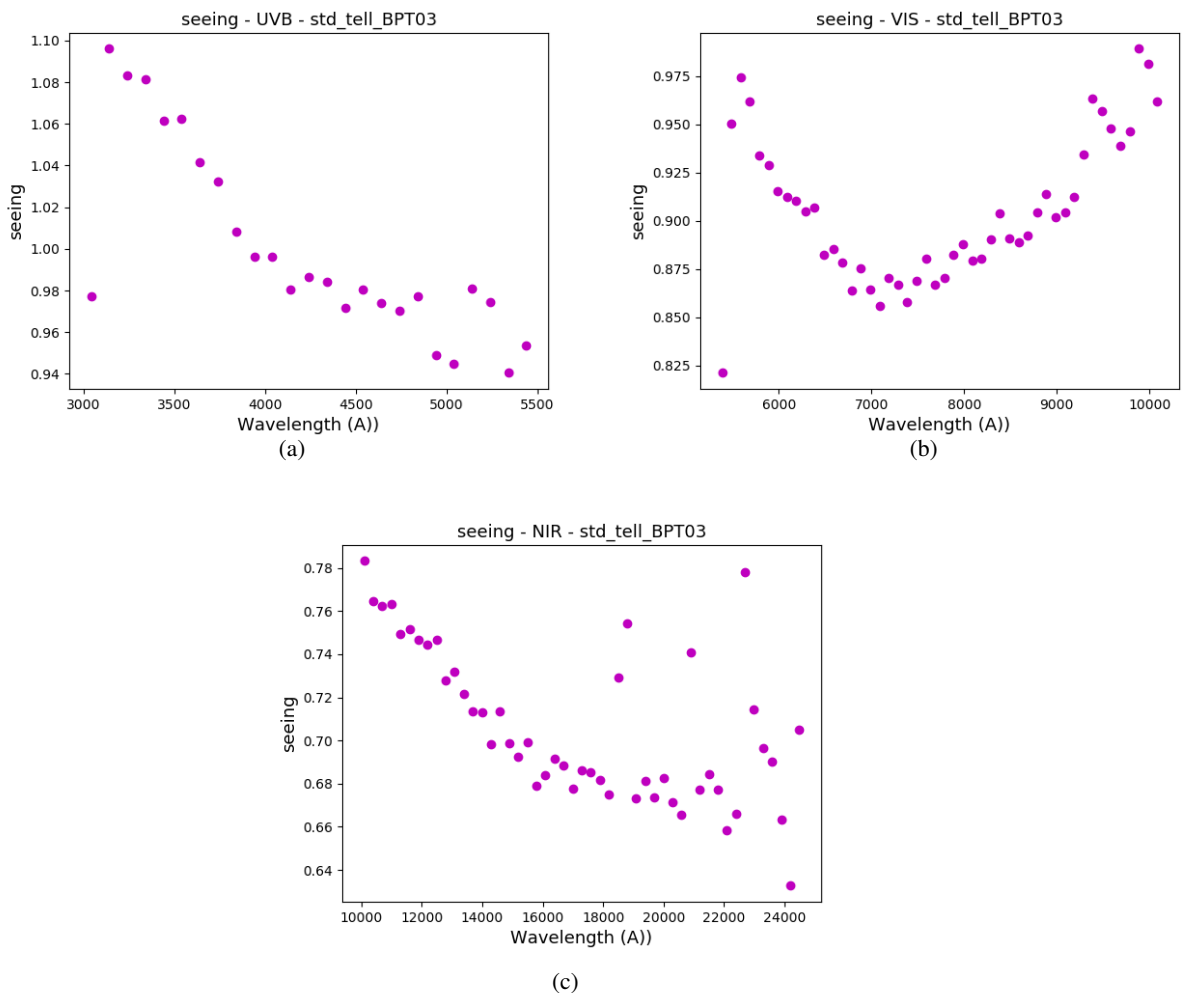 seeing - UVB - std_tell_BPT03
1.10
1.08
1.06
1.04
1.02
1.00
0.98
0.96
0.94
seeing
3000 3500 4000 4500 5000 5500
Wavelength (A))
(a)
seeing - VIS - std_tell_BPT03
0.975
0.950
0.925
0.900
0.875
0.850
0.825
seeing
6000 7000 8000 9000 10000
Wavelength (A))
(b)
seeing - NIR - std_tell_BPT03
0.78
0.76
0.74
0.72
0.70
0.68
0.66
0.64
seeing
10000 12000 14000 16000 18000 20000 22000 24000
Wavelength (A))
(c)